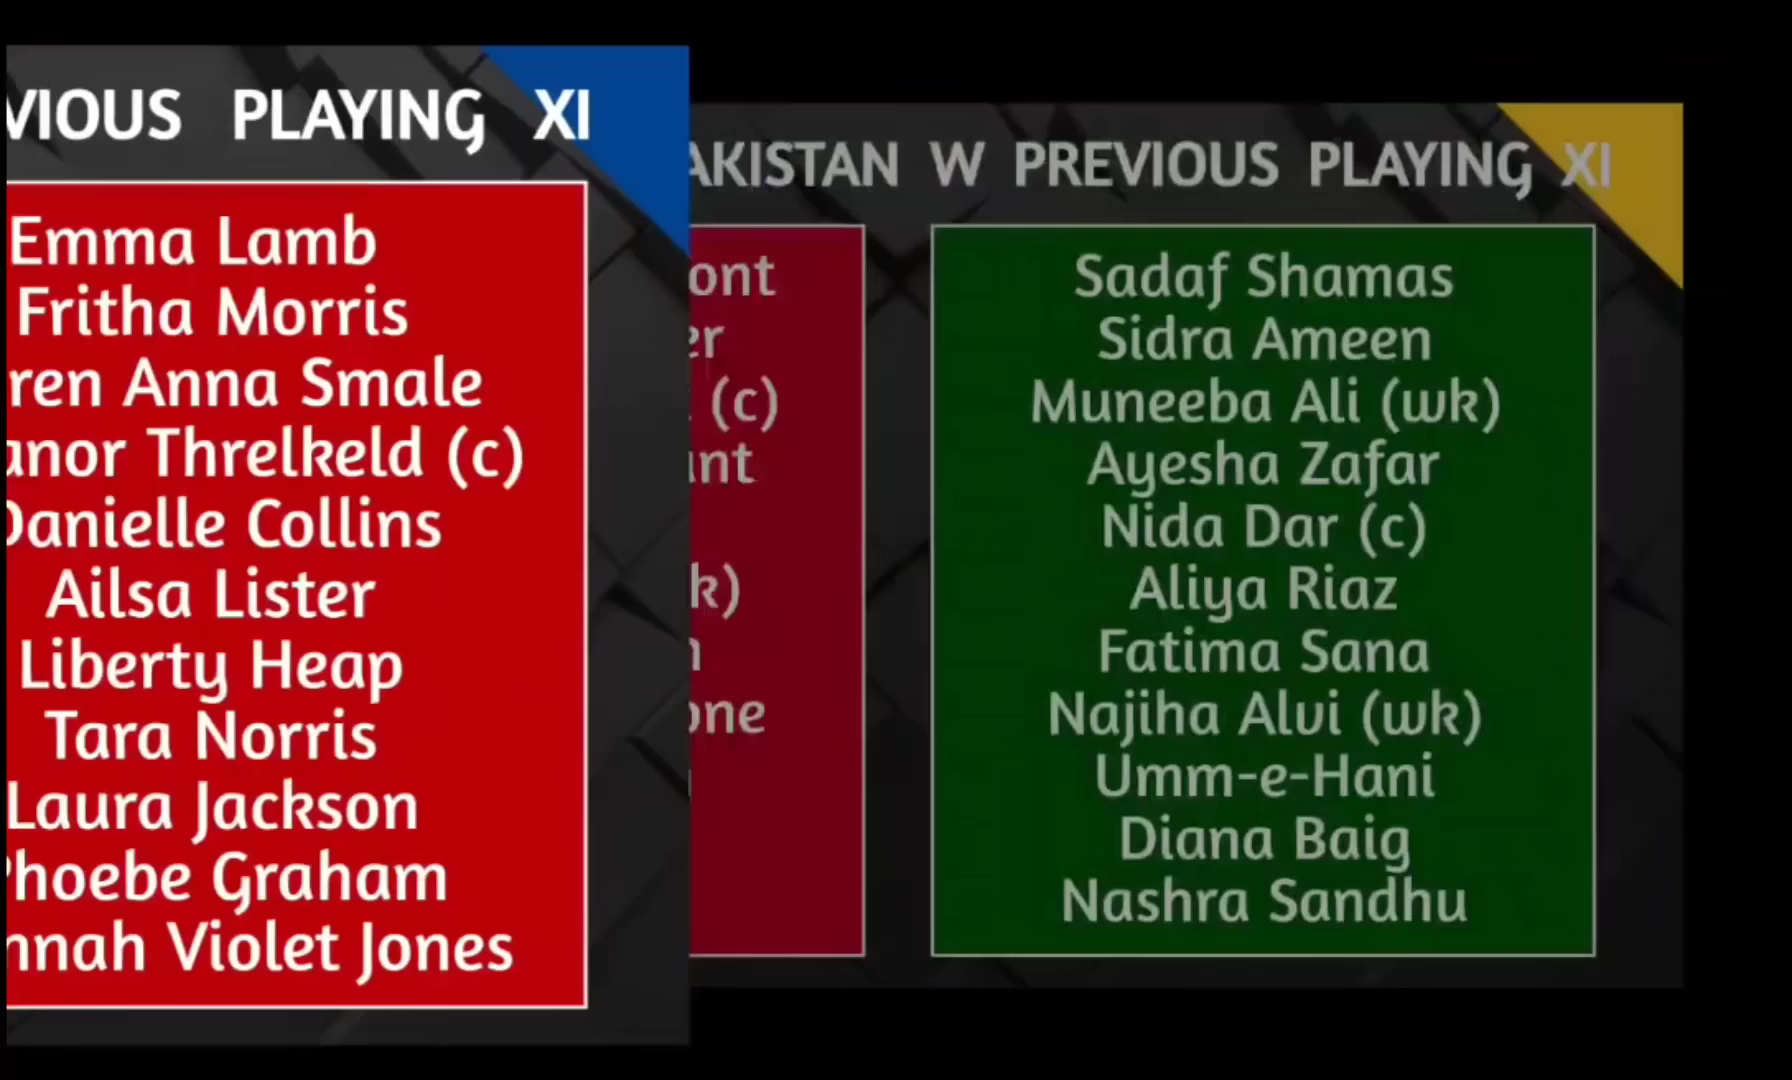 VIOUS PLAYING XI
Emma Lamb
Fritha Morris
ren Anna Smale
anor Threlkeld (c)
Danielle Collins
Ailsa Lister
Liberty Heap
Tara Norris
Laura Jackson
Phoebe Graham
nnah Violet Jones
AKISTAN W PREVIOUS PLAYING XI
ont
er
(c)
ant
k)
n
one
Sadaf Shamas
Sidra Ameen
Muneeba Ali (wk)
Ayesha Zafar
Nida Dar (c)
Aliya Riaz
Fatima Sana
Najiha Alvi (wk)
Umm-e-Hani
Diana Baig
Nashra Sandhu